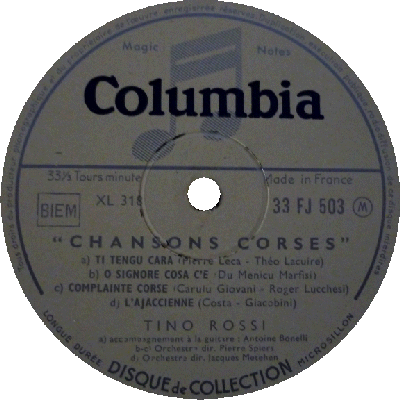 Magic Notes
Columbia
33⅓ Tours minute
Made in France
BIEM
XL 318
33 FJ 503
M
"CHANSONS CORSES"
a) TI TENGU CARA (Pierre Leca - Théo Lacuire)
b) O SIGNORE COSA C'E (Du Menicu Marfisi)
c) COMPLAINTE CORSE (Carulu Giovani - Roger Lucchesi)
d) L'AJACCIENNE (Costa - Giacobini)
TINO ROSSI
a) accompagnement à la guitare: Antoine Bonelli
b-c) Orchestre dir. Pierre Spiers
d) Orchestre dir. Jacques Metehen
LONGUE DURÉE DISQUE de COLLECTION MICROSILLON